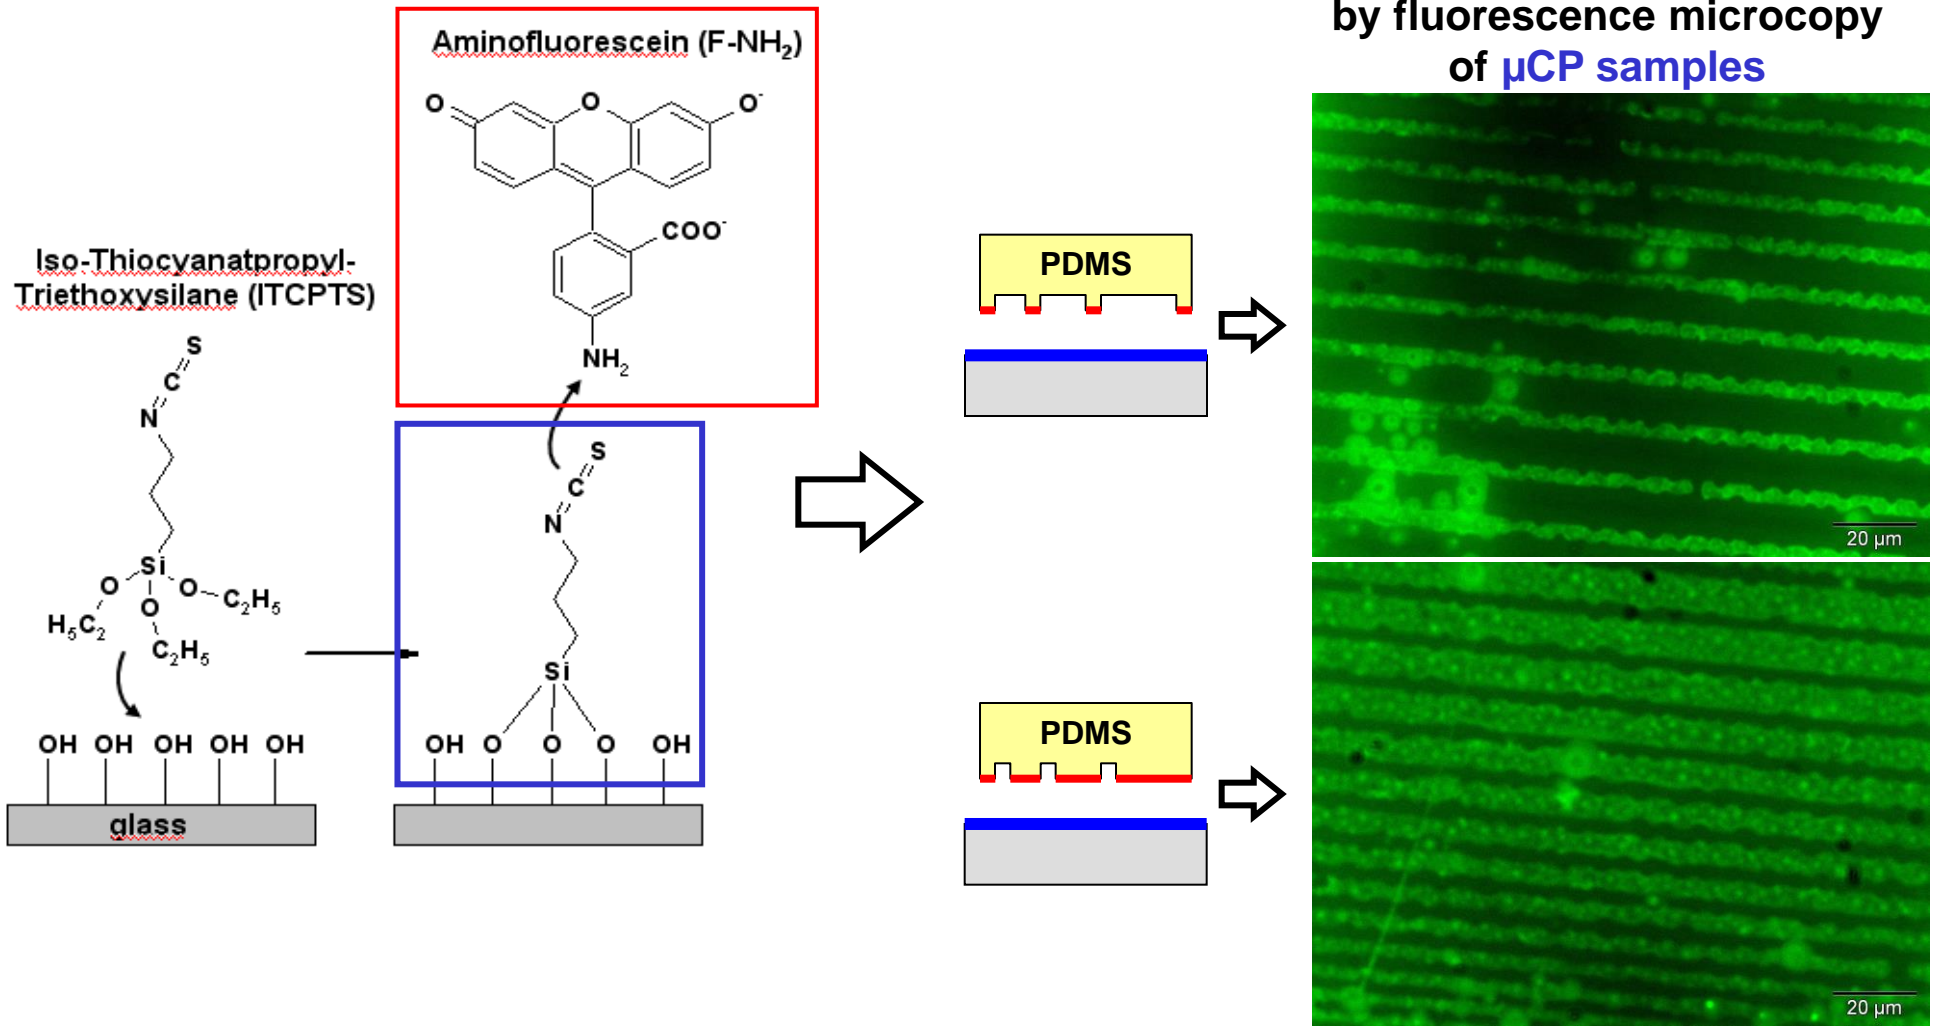 by fluorescence microcopy
of µCP samples
Aminofluorescein (F-NH₂)
O
O
O⁻
COO⁻
NH₂
Iso-Thiocyanatpropyl-
Triethoxysilane (ITCPTS)
S
C
N
Si
O
O
O
C₂H₅
H₅C₂
C₂H₅
OH OH OH OH OH
glass
S
C
N
Si
OH O O O OH
PDMS
20 µm
PDMS
20 µm